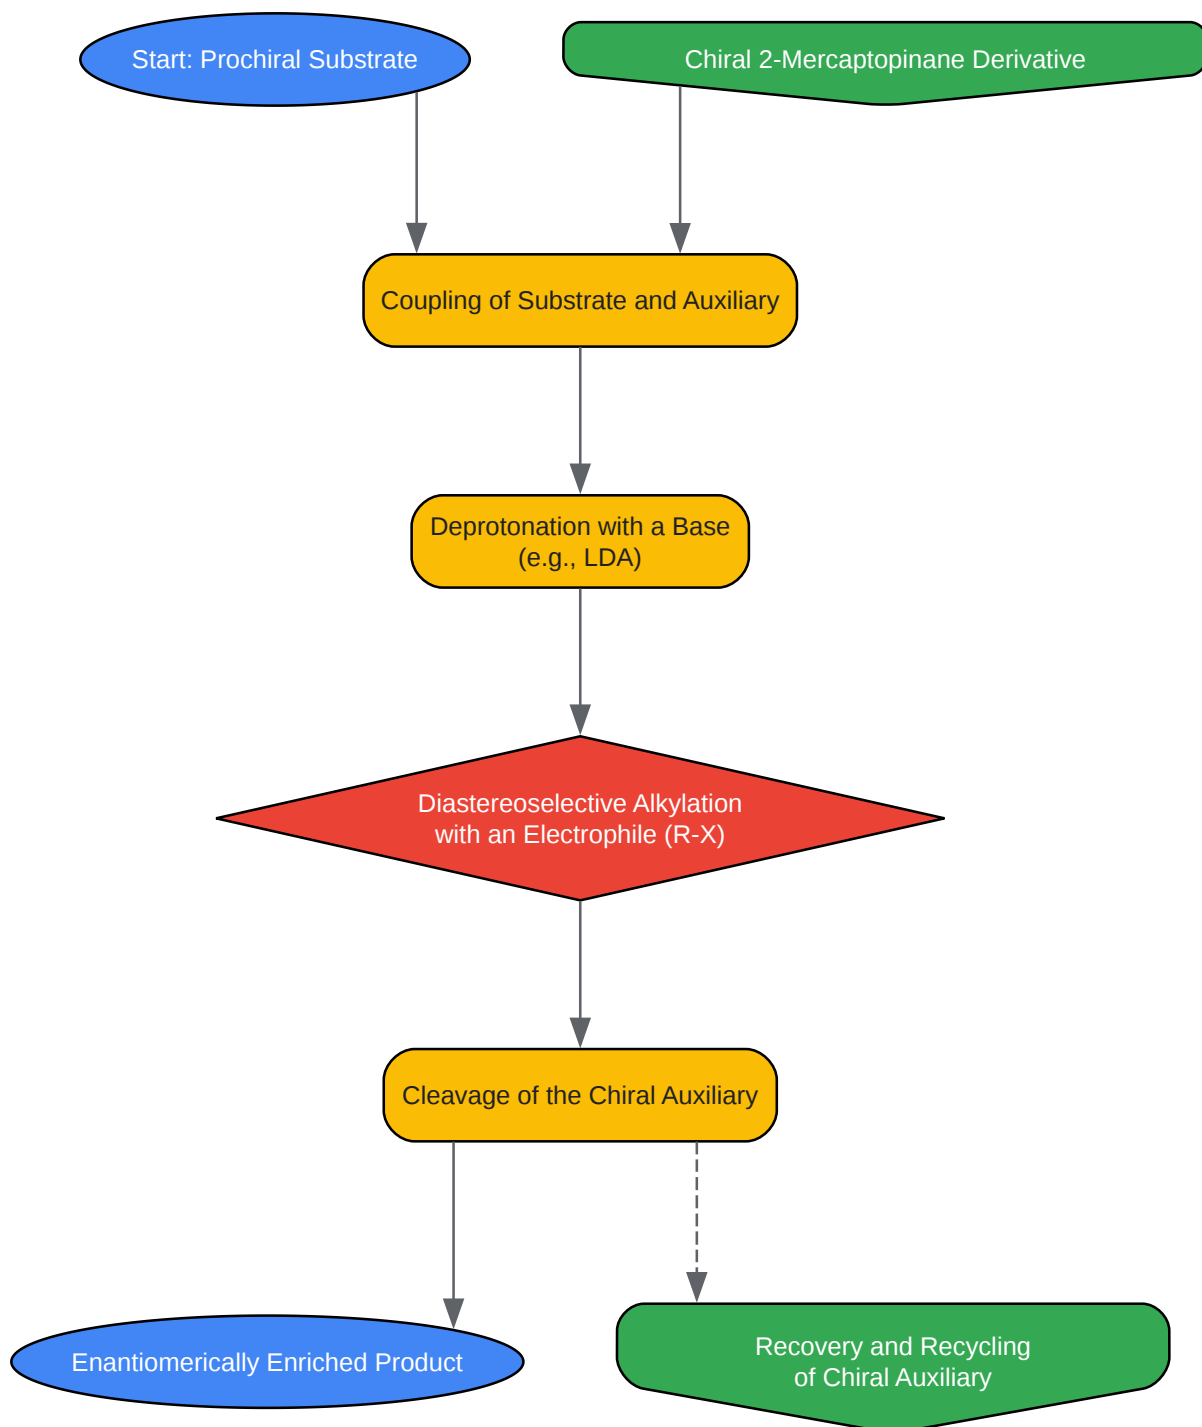 Start: Prochiral Substrate
Chiral 2-Mercaptopinane Derivative
Coupling of Substrate and Auxiliary
Deprotonation with a Base
(e.g., LDA)
Diastereoselective Alkylation
with an Electrophile (R-X)
Cleavage of the Chiral Auxiliary
Enantiomerically Enriched Product
Recovery and Recycling
of Chiral Auxiliary